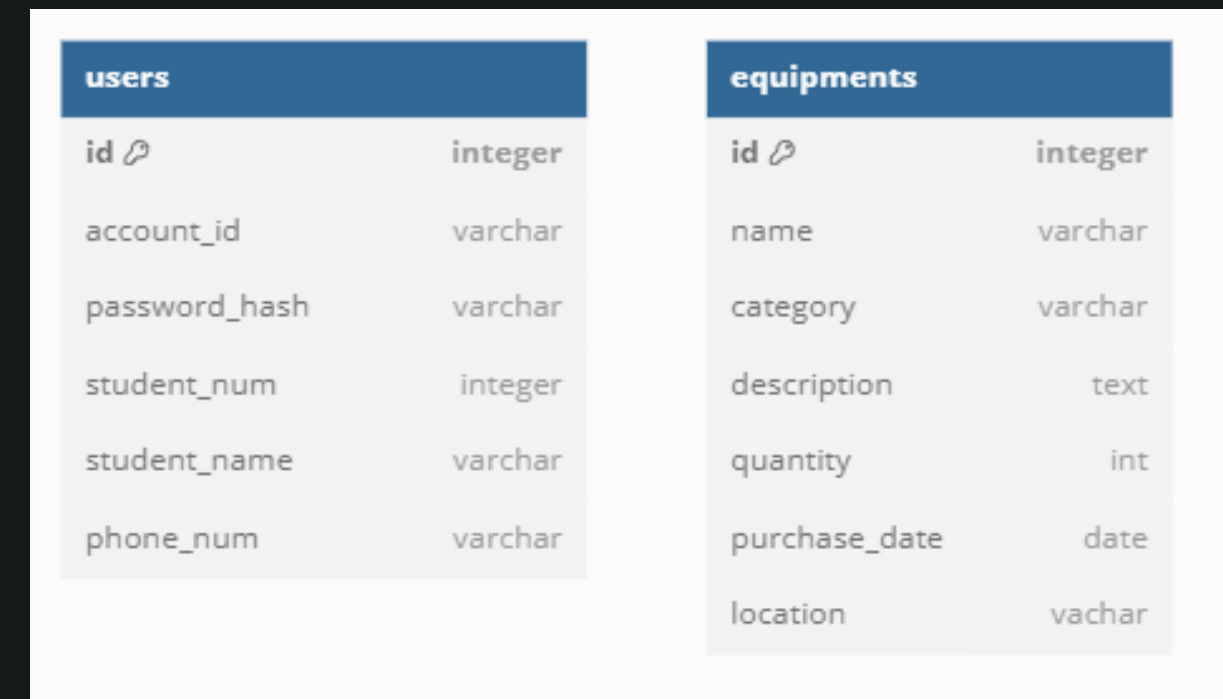 users
id integer
account_id varchar
password_hash varchar
student_num integer
student_name varchar
phone_num varchar
equipments
id integer
name varchar
category varchar
description text
quantity int
purchase_date date
location vachar